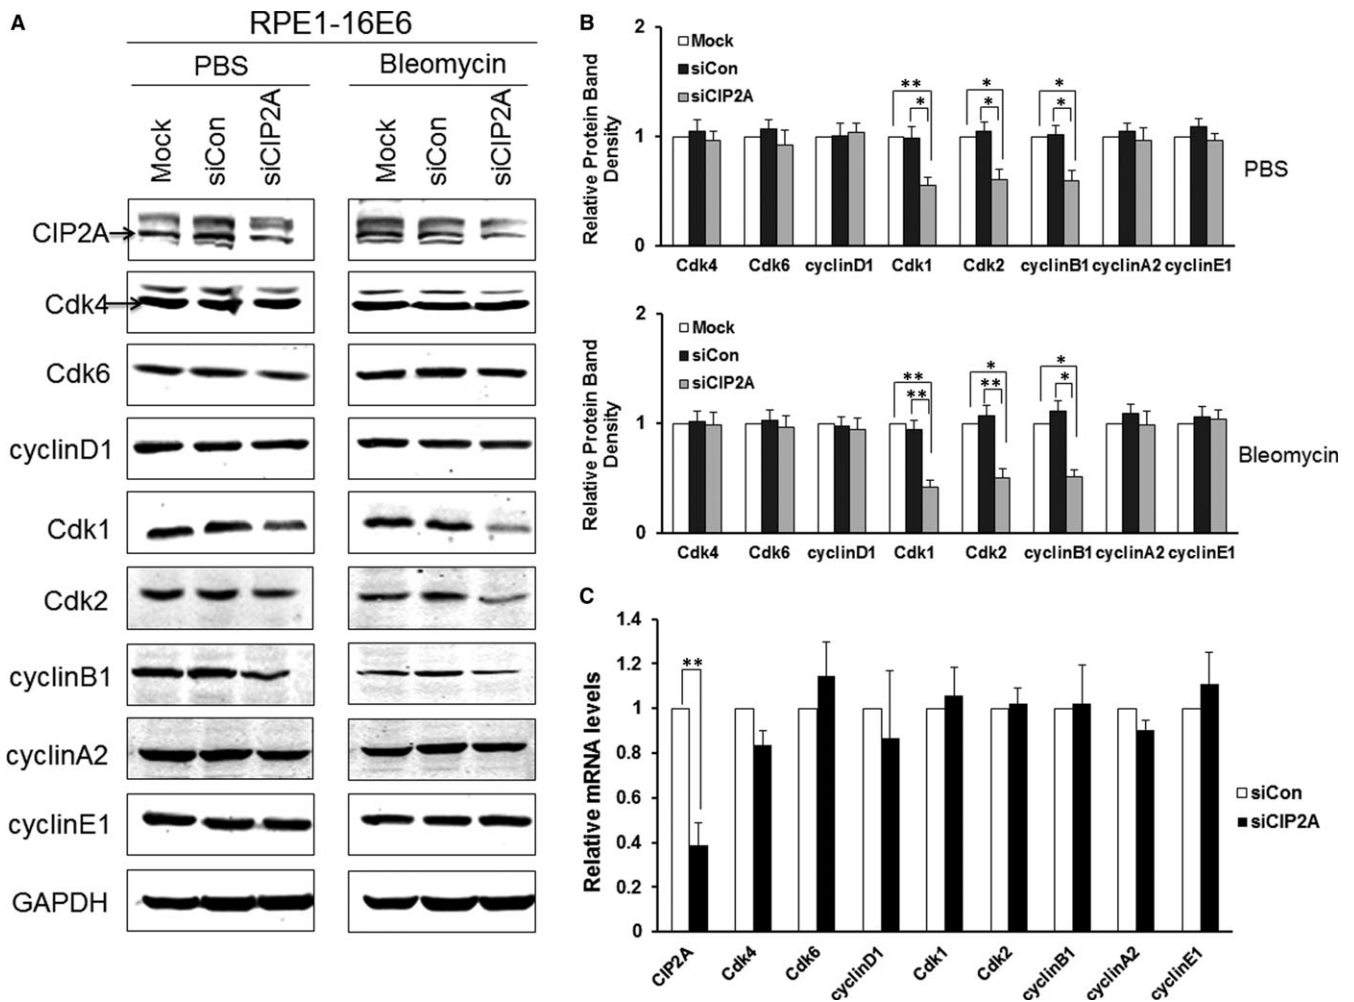 A
RPE1-16E6
PBS
Bleomycin
Mock
siCon
siCIP2A
Mock
siCon
siCIP2A
CIP2A
Cdk4
Cdk6
cyclinD1
Cdk1
Cdk2
cyclinB1
cyclinA2
cyclinE1
GAPDH
B
2
1
0
Relative Protein Band
Density
Mock
siCon
siCIP2A
** * * * * *
Cdk4 Cdk6 cyclinD1 Cdk1 Cdk2 cyclinB1 cyclinA2 cyclinE1
PBS
2
1
0
Relative Protein Band
Density
Mock
siCon
siCIP2A
** ** * ** * *
Cdk4 Cdk6 cyclinD1 Cdk1 Cdk2 cyclinB1 cyclinA2 cyclinE1
Bleomycin
C
1.4
1.2
1
0.8
0.6
0.4
0.2
0
Relative mRNA levels
**
siCon
siCIP2A
CIP2A Cdk4 Cdk6 cyclinD1 Cdk1 Cdk2 cyclinB1 cyclinA2 cyclinE1